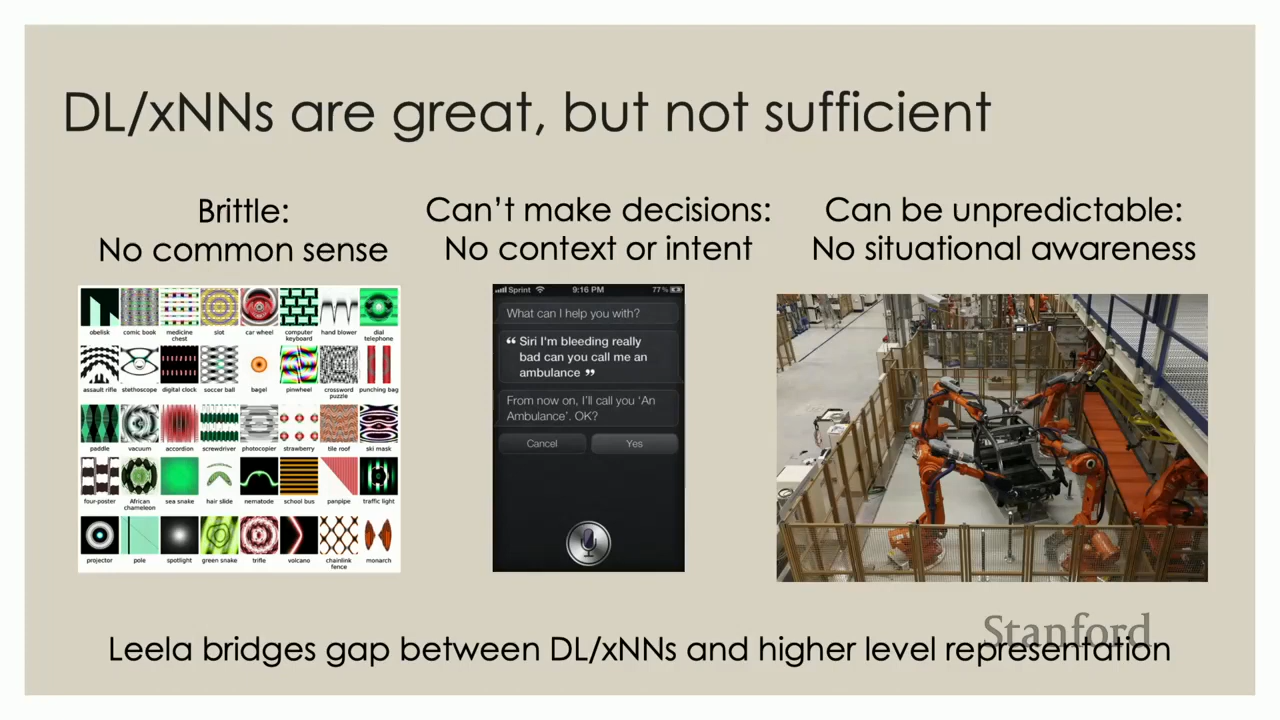 DL/xNNs are great, but not sufficient
Brittle:
No common sense
Can't make decisions:
No context or intent
Can be unpredictable:
No situational awareness
obelisk
comic book
medicine
chest
slot
car wheel
computer
keyboard
hand blower
dial
telephone
assault rifle
stethoscope
digital clock
soccer ball
bagel
pinwheel
crossword
puzzle
punching bag
paddle
vacuum
accordion
screwdriver
photocopier
strawberry
tile roof
ski mask
four-poster
African
chameleon
sea snake
hair slide
nematode
school bus
panpipe
traffic light
projector
pole
spotlight
green snake
trifle
volcano
chainlink
fence
monarch
Sprint 9:16 PM 77%
What can I help you with?
“ Siri I'm bleeding really
bad can you call me an
ambulance ”
From now on, I'll call you ‘An
Ambulance’. OK?
Cancel Yes
Stanford
Leela bridges gap between DL/xNNs and higher level representation